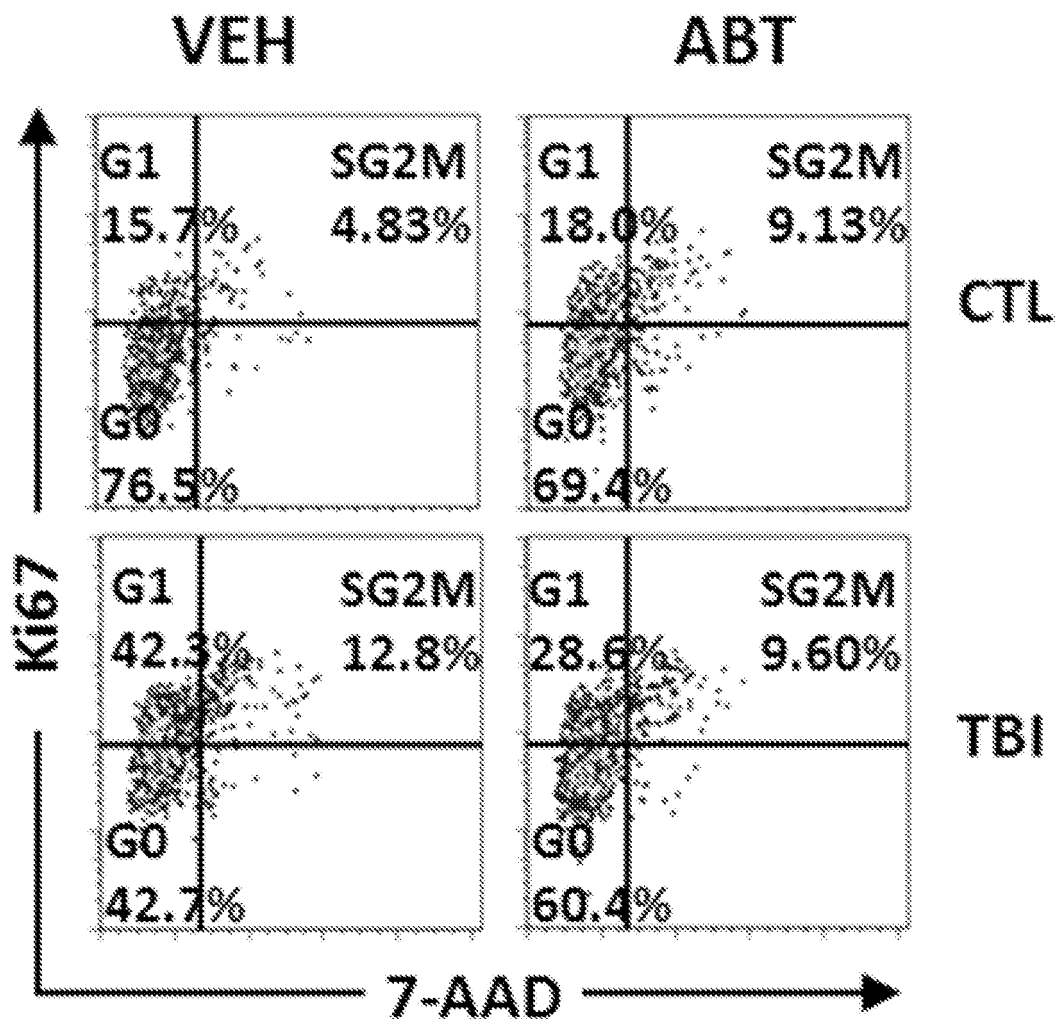 VEH ABT
G1 SG2M
15.7% 4.83%
G0
76.5%
G1 SG2M
18.0% 9.13%
G0
69.4%
CTL
G1 SG2M
42.3% 12.8%
G0
42.7%
G1 SG2M
28.6% 9.60%
G0
60.4%
TBI
Ki67
7-AAD